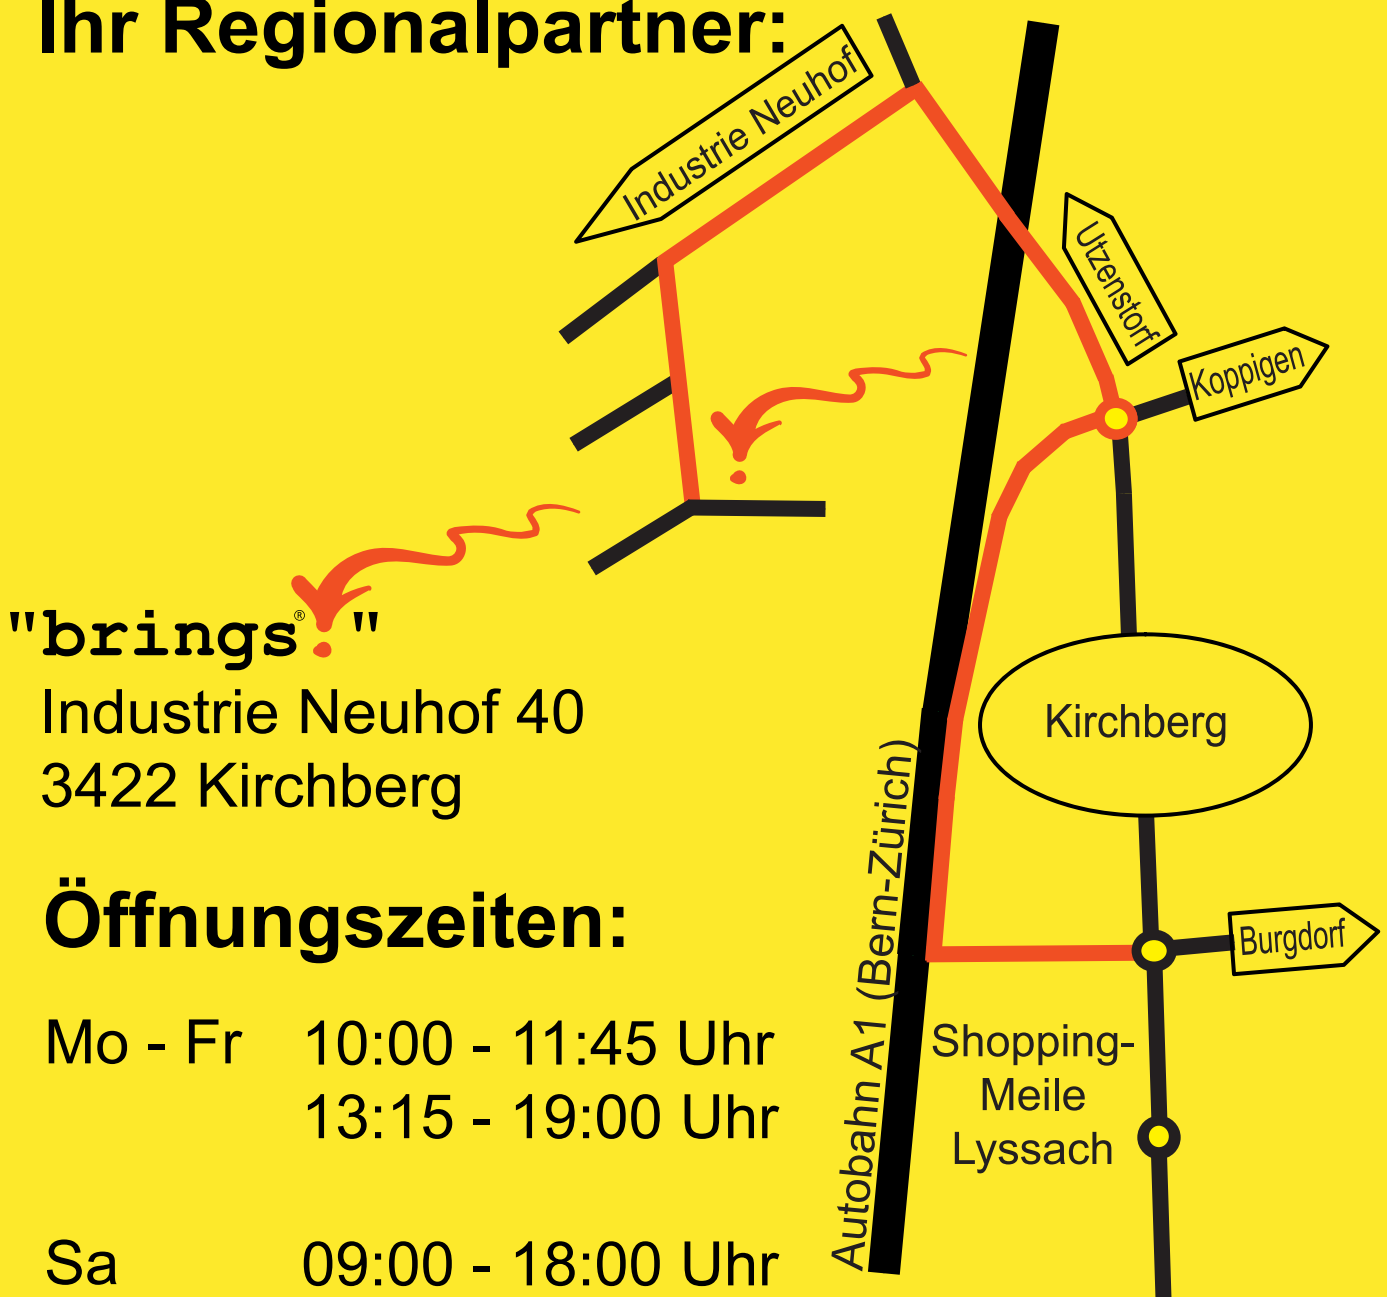 Ihr Regionalpartner:
Industrie Neuhof
Utzenstorf
Koppigen
"brings®!"
Industrie Neuhof 40
3422 Kirchberg
Kirchberg
Autobahn A1 (Bern-Zürich)
Burgdorf
Shopping-
Meile
Lyssach
Öffnungszeiten:
Mo - Fr 10:00 - 11:45 Uhr
13:15 - 19:00 Uhr
Sa 09:00 - 18:00 Uhr